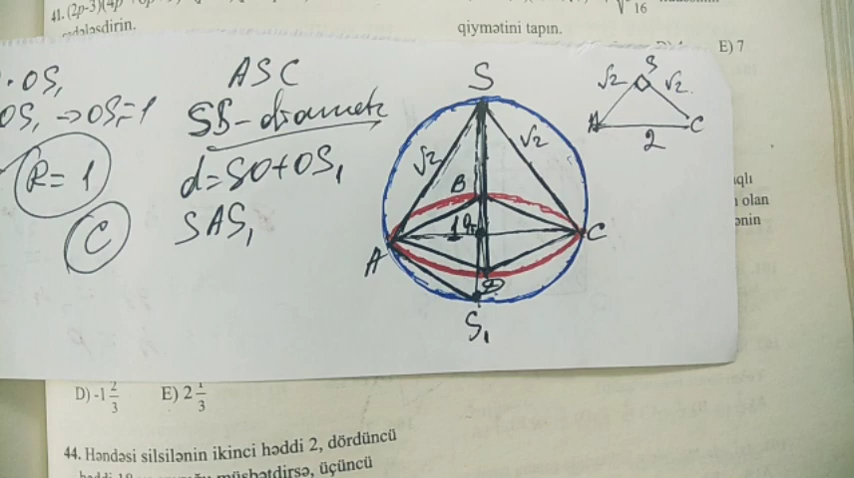 41. (2p-3)(4p
qiymətini tapın.
16
E) 7
· OS₁
OS₁ → OS₁=1
R = 1
C
ASC
SS-diametr
d=SO+OS₁
SAS₁
S
√2
√2
B
1
A
C
D
S₁
S
√2
√2
A
C
2
qlı
olan
ənin
D) -1 2/3 E) 2 1/3
44. Həndəsi silsilənin ikinci həddi 2, dördüncü
müsbətdirsə, üçüncü